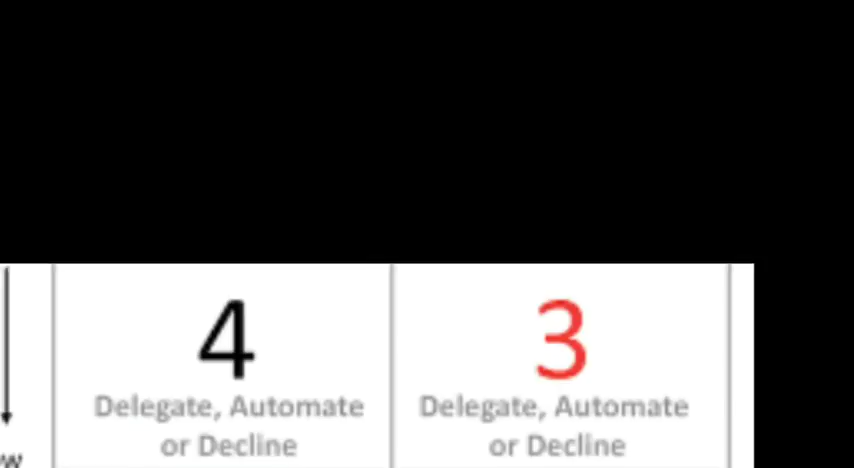 4 3
Delegate, Automate Delegate, Automate
or Decline or Decline